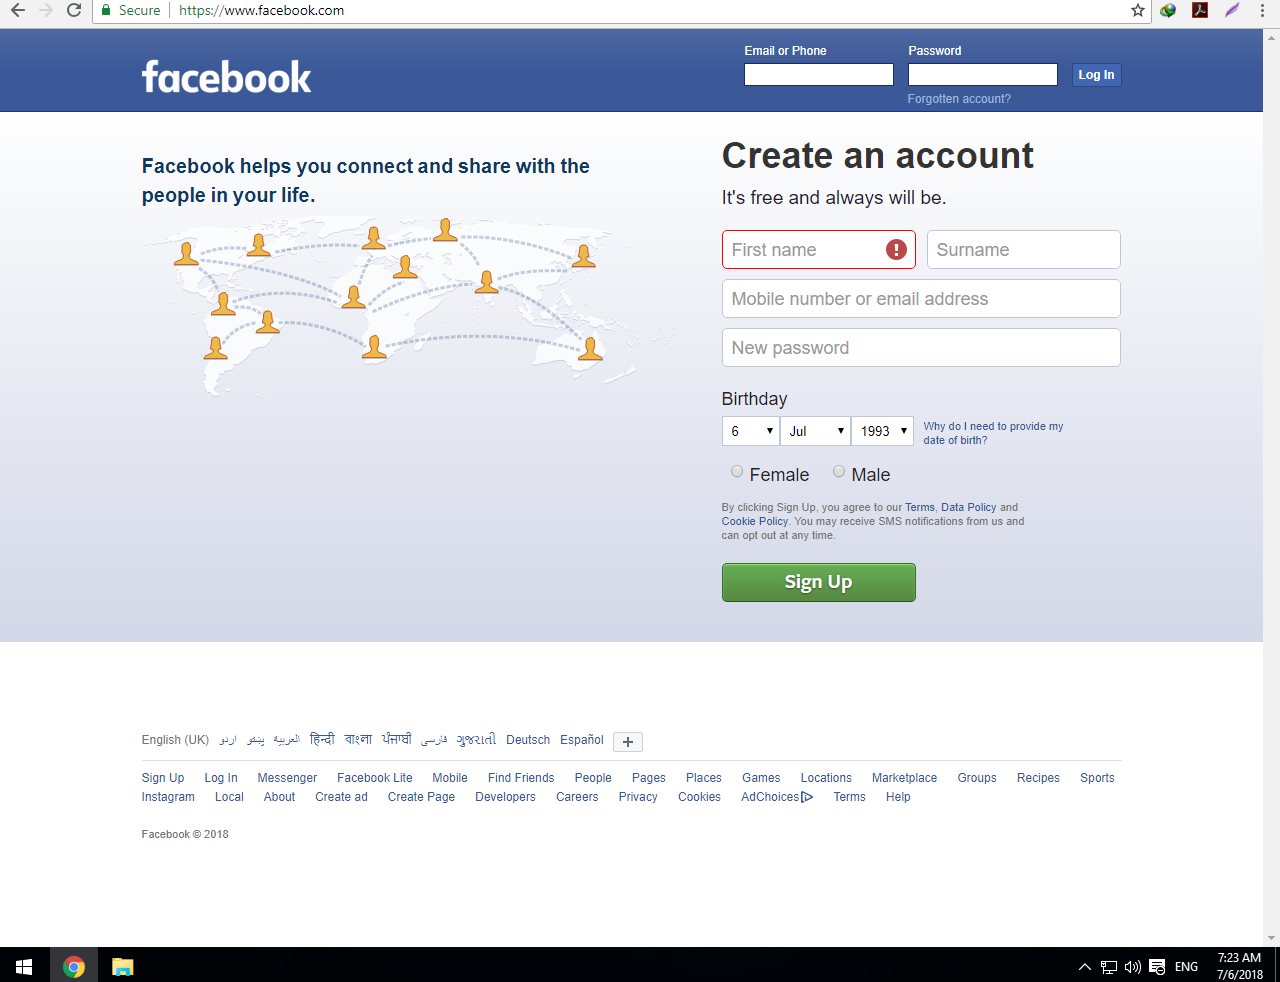 Secure https://www.facebook.com
facebook
Email or Phone
Password
Log In
Forgotten account?
Facebook helps you connect and share with the
people in your life.
Create an account
It's free and always will be.
First name
Surname
Mobile number or email address
New password
Birthday
6 Jul 1993
Why do I need to provide my
date of birth?
Female Male
By clicking Sign Up, you agree to our Terms, Data Policy and
Cookie Policy. You may receive SMS notifications from us and
can opt out at any time.
Sign Up
English (UK) اردو پښتو العربية हिन्दी বাংলা ਪੰਜਾਬੀ فارسی ગુજરાતી Deutsch Español
Sign Up Log In Messenger Facebook Lite Mobile Find Friends People Pages Places Games Locations Marketplace Groups Recipes Sports
Instagram Local About Create ad Create Page Developers Careers Privacy Cookies AdChoices Terms Help
Facebook © 2018
ENG
7:23 AM
7/6/2018